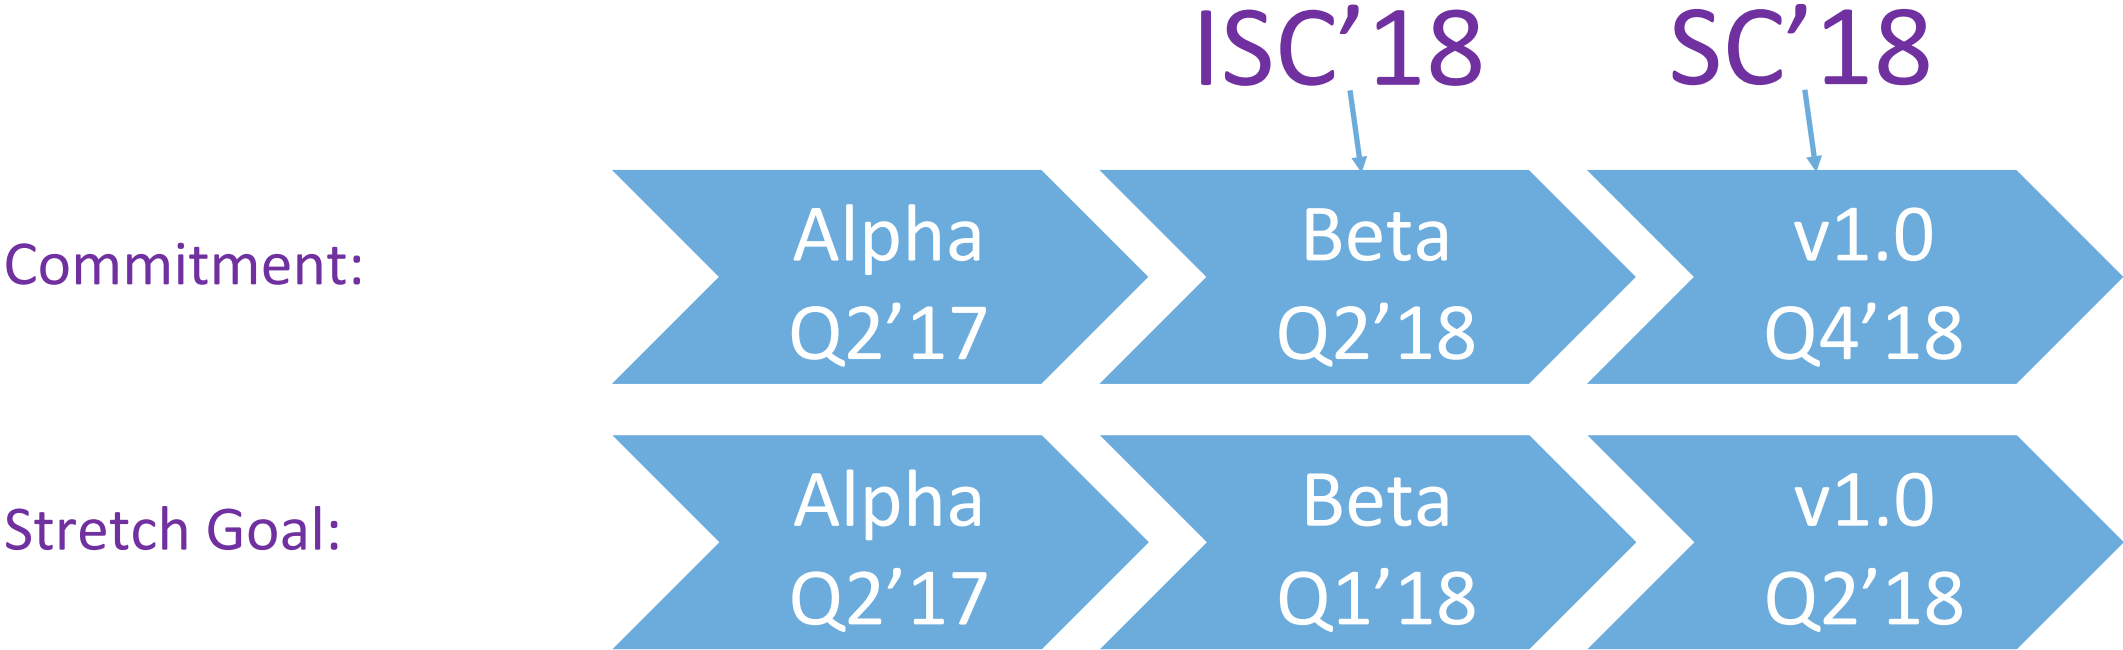 ISC’18
SC’18
Commitment:
Alpha
Q2’17
Beta
Q2’18
v1.0
Q4’18
Stretch Goal:
Alpha
Q2’17
Beta
Q1’18
v1.0
Q2’18